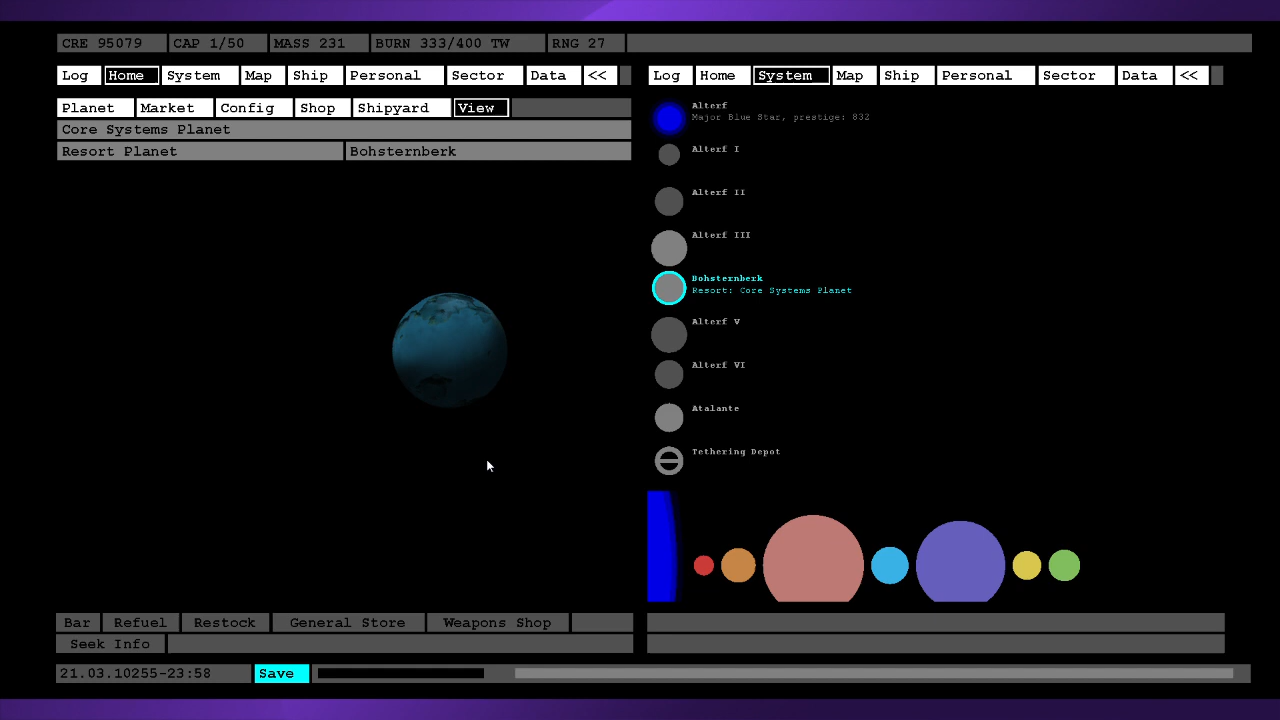 CRE 95079 CAP 1/50 MASS 231 BURN 333/400 TW RNG 27
Log Home System Map Ship Personal Sector Data <<
Log Home System Map Ship Personal Sector Data <<
Planet Market Config Shop Shipyard View
Core Systems Planet
Resort Planet Bohsternberk
Alterf
Major Blue Star, prestige: 832
Alterf I
Alterf II
Alterf III
Bohsternberk
Resort: Core Systems Planet
Alterf V
Alterf VI
Atalante
Tethering Depot
Bar Refuel Restock General Store Weapons Shop
Seek Info
21.03.10255-23:58 Save